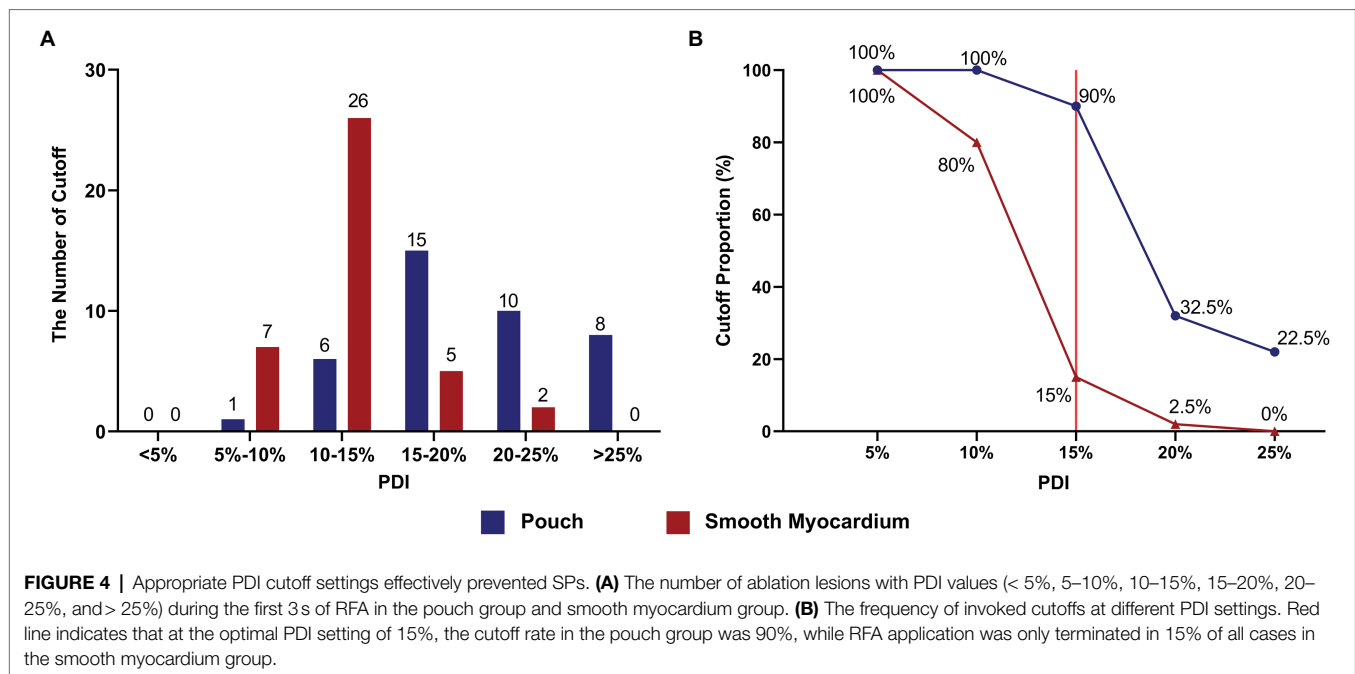 A
30
20
10
0
The Number of Cutoff
0 0
1 7
6 26
15 5
10 2
8 0
<5% 5%-10% 10-15% 15-20% 20-25% >25%
PDI
B
100
80
60
40
20
0
Cutoff Proportion (%)
100% 100% 90% 32.5% 22.5%
100% 80% 15% 2.5% 0%
5% 10% 15% 20% 25%
PDI
Pouch Smooth Myocardium
FIGURE 4 | Appropriate PDI cutoff settings effectively prevented SPs. (A) The number of ablation lesions with PDI values (< 5%, 5–10%, 10–15%, 15–20%, 20–
25%, and > 25%) during the first 3 s of RFA in the pouch group and smooth myocardium group. (B) The frequency of invoked cutoffs at different PDI settings. Red
line indicates that at the optimal PDI setting of 15%, the cutoff rate in the pouch group was 90%, while RFA application was only terminated in 15% of all cases in
the smooth myocardium group.